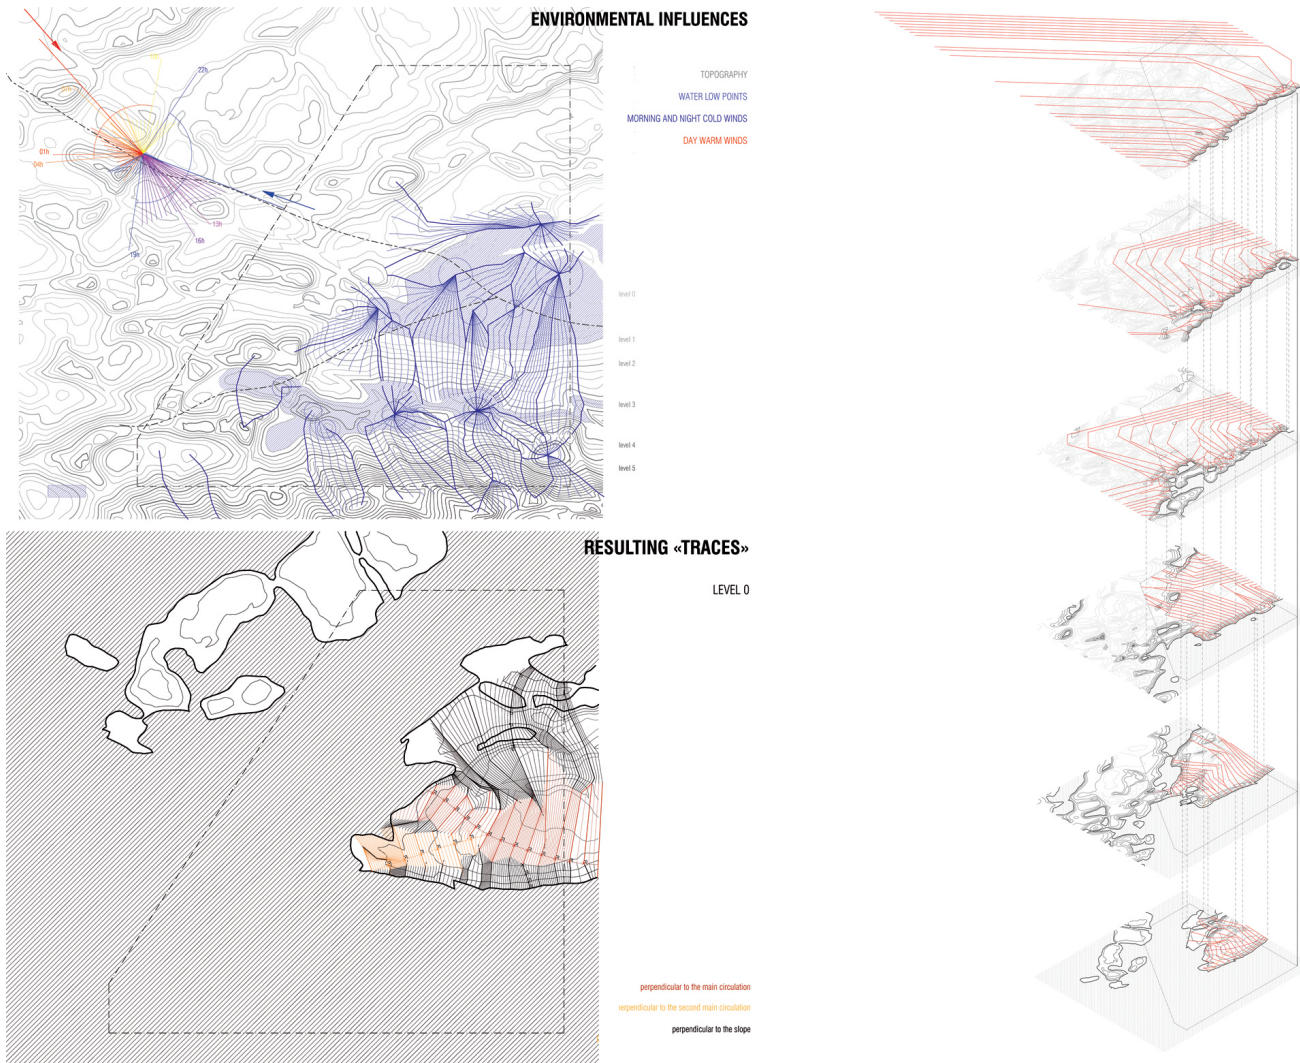 ENVIRONMENTAL INFLUENCES
TOPOGRAPHY
WATER LOW POINTS
MORNING AND NIGHT COLD WINDS
DAY WARM WINDS
22h
01h
04h
13h
16h
19h
level 0
level 1
level 2
level 3
level 4
level 5
RESULTING «TRACES»
LEVEL 0
perpendicular to the main circulation
perpendicular to the second main circulation
perpendicular to the slope